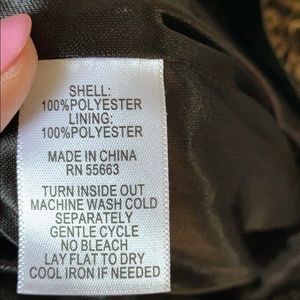 SHELL:
100%POLYESTER
LINING:
100%POLYESTER
MADE IN CHINA
RN 55663
TURN INSIDE OUT
MACHINE WASH COLD
SEPARATELY
GENTLE CYCLE
NO BLEACH
LAY FLAT TO DRY
COOL IRON IF NEEDED